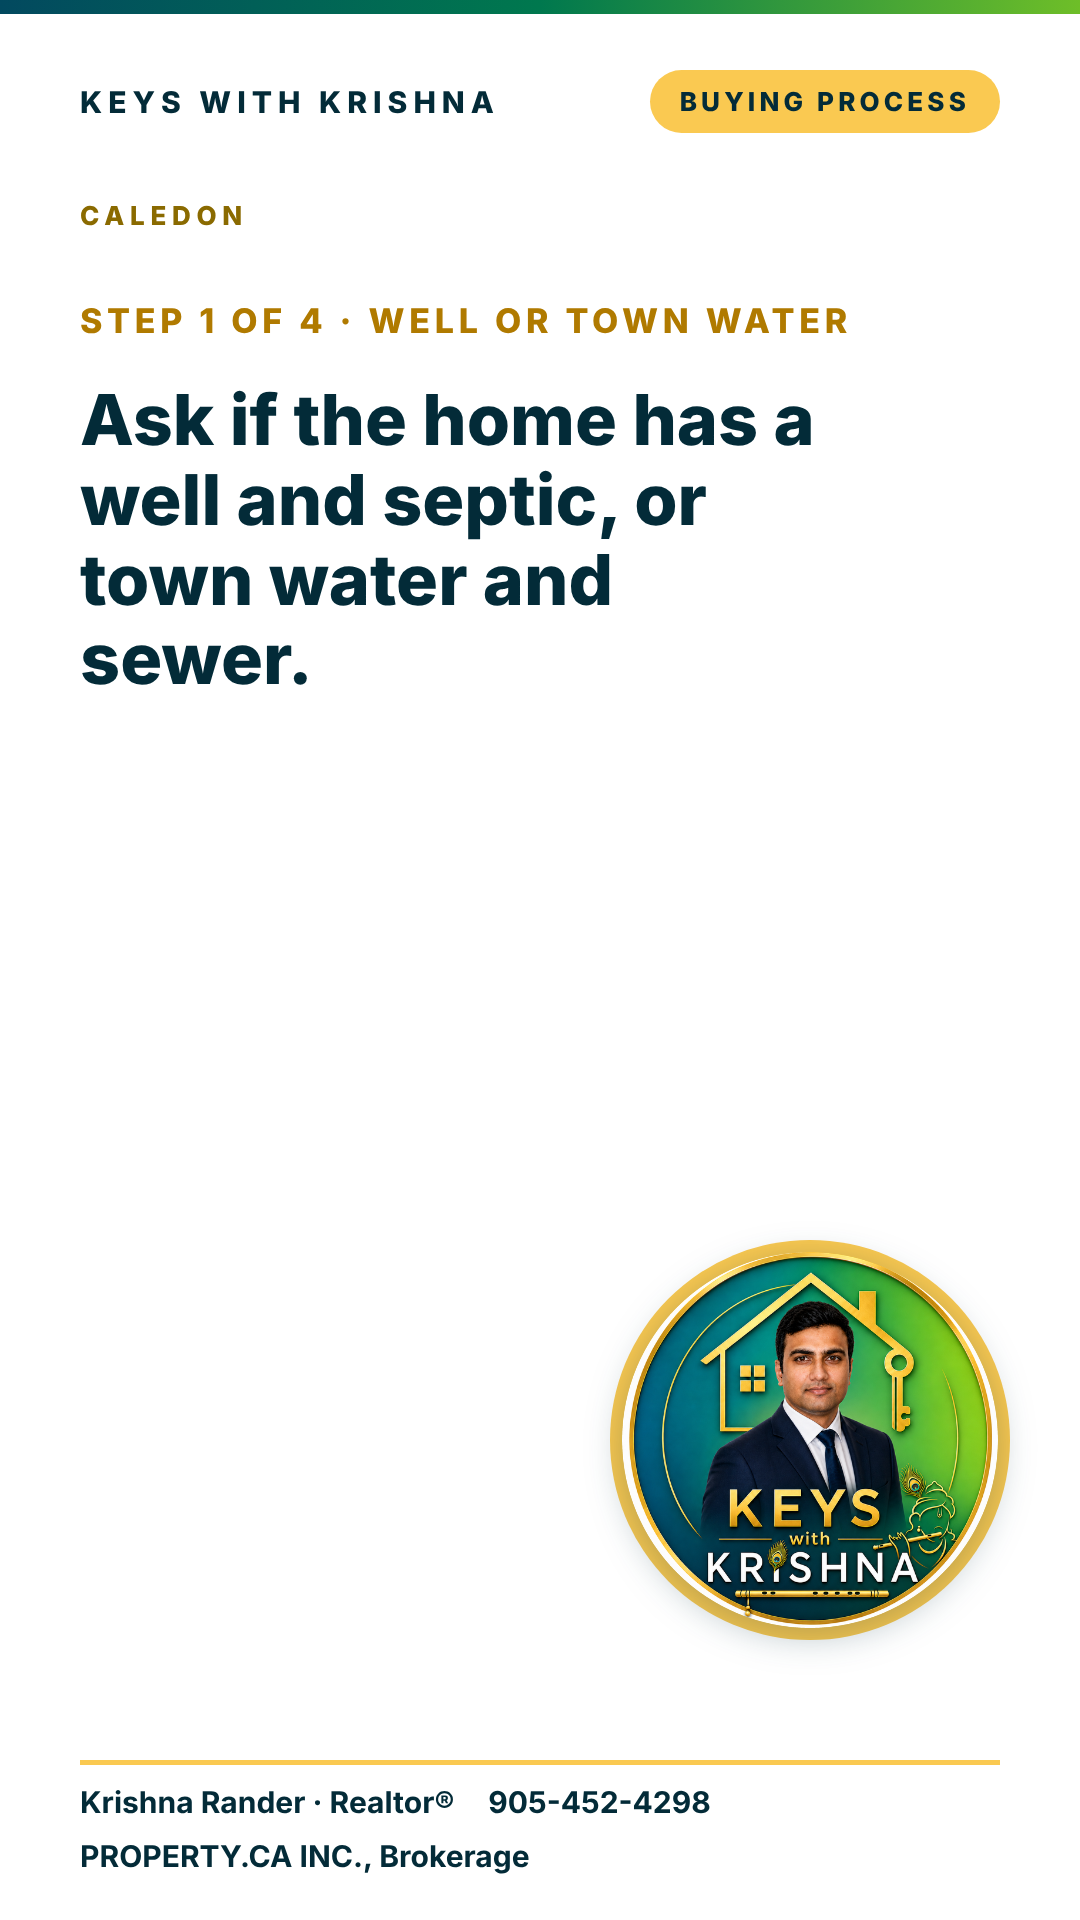 KEYS WITH KRISHNA
BUYING PROCESS
CALEDON
STEP 1 OF 4 · WELL OR TOWN WATER
Ask if the home has a
well and septic, or
town water and
sewer.
KEYS
with
KRISHNA
Krishna Rander · Realtor® 905-452-4298
PROPERTY.CA INC., Brokerage